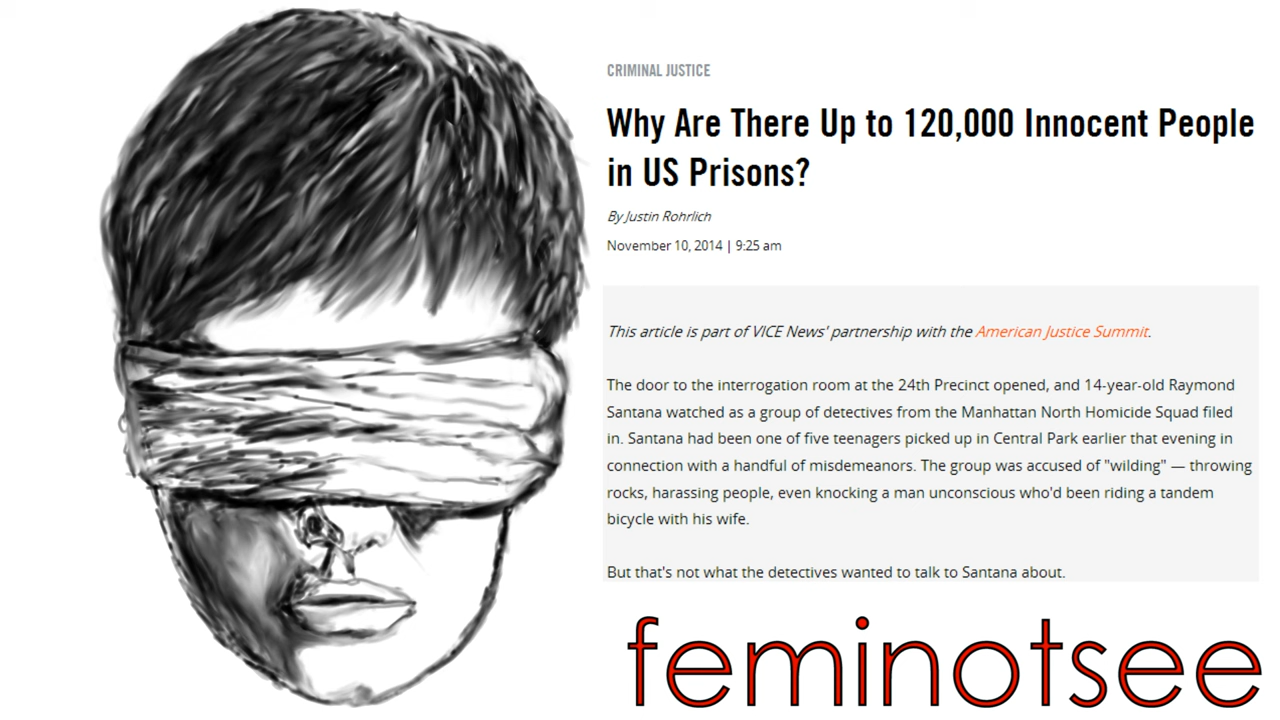 CRIMINAL JUSTICE
Why Are There Up to 120,000 Innocent People
in US Prisons?
By Justin Rohrlich
November 10, 2014 | 9:25 am
This article is part of VICE News' partnership with the American Justice Summit.
The door to the interrogation room at the 24th Precinct opened, and 14-year-old Raymond
Santana watched as a group of detectives from the Manhattan North Homicide Squad filed
in. Santana had been one of five teenagers picked up in Central Park earlier that evening in
connection with a handful of misdemeanors. The group was accused of "wilding" — throwing
rocks, harassing people, even knocking a man unconscious who'd been riding a tandem
bicycle with his wife.
But that's not what the detectives wanted to talk to Santana about.
feminotsee